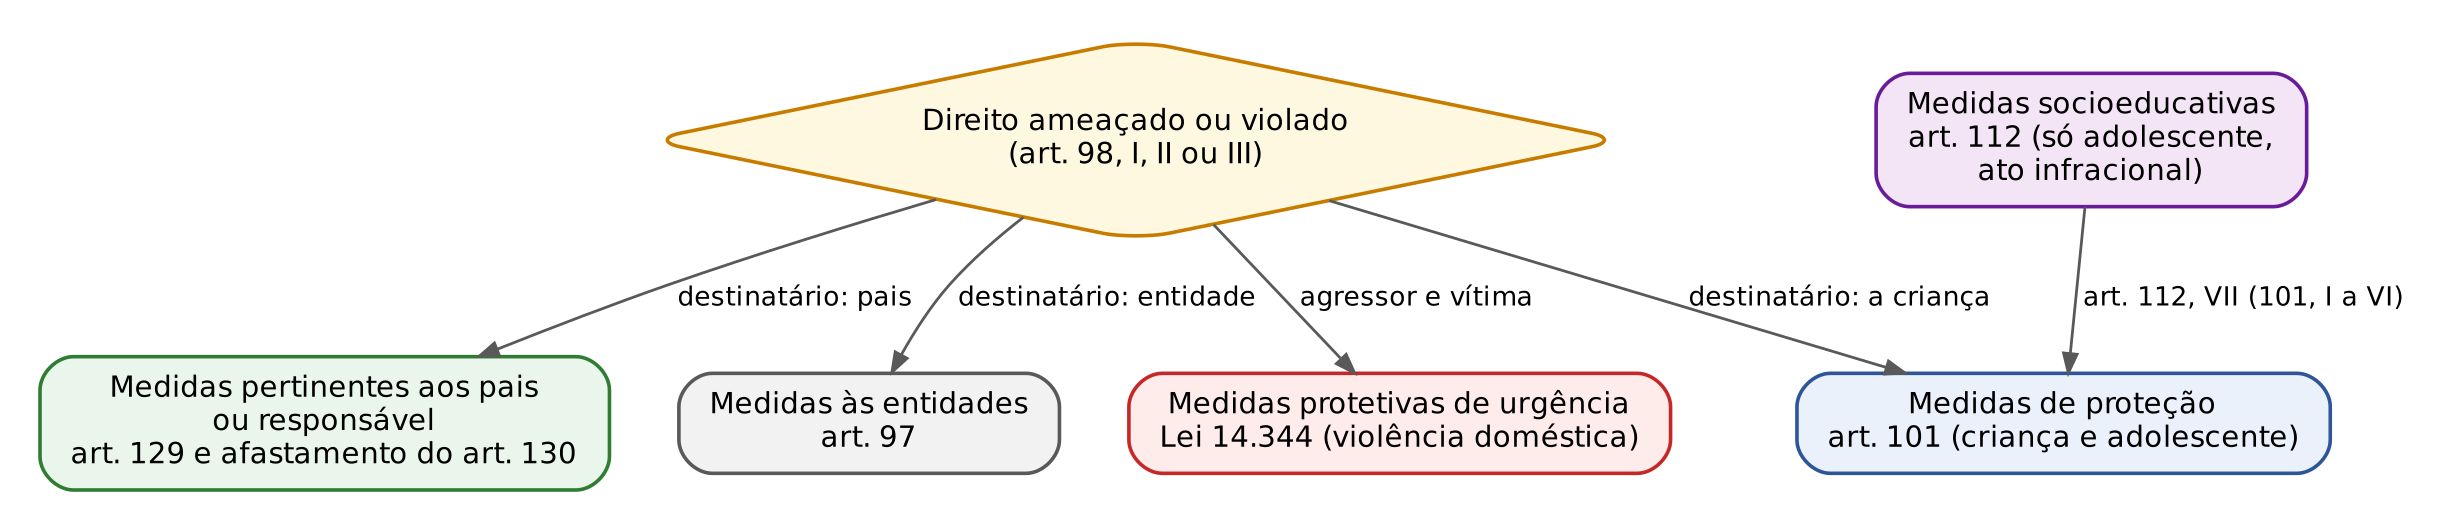 Direito ameaçado ou violado
(art. 98, I, II ou III)
Medidas socioeducativas
art. 112 (só adolescente,
ato infracional)
destinatário: pais
destinatário: entidade
agressor e vítima
destinatário: a criança
art. 112, VII (101, I a VI)
Medidas pertinentes aos pais
ou responsável
art. 129 e afastamento do art. 130
Medidas às entidades
art. 97
Medidas protetivas de urgência
Lei 14.344 (violência doméstica)
Medidas de proteção
art. 101 (criança e adolescente)